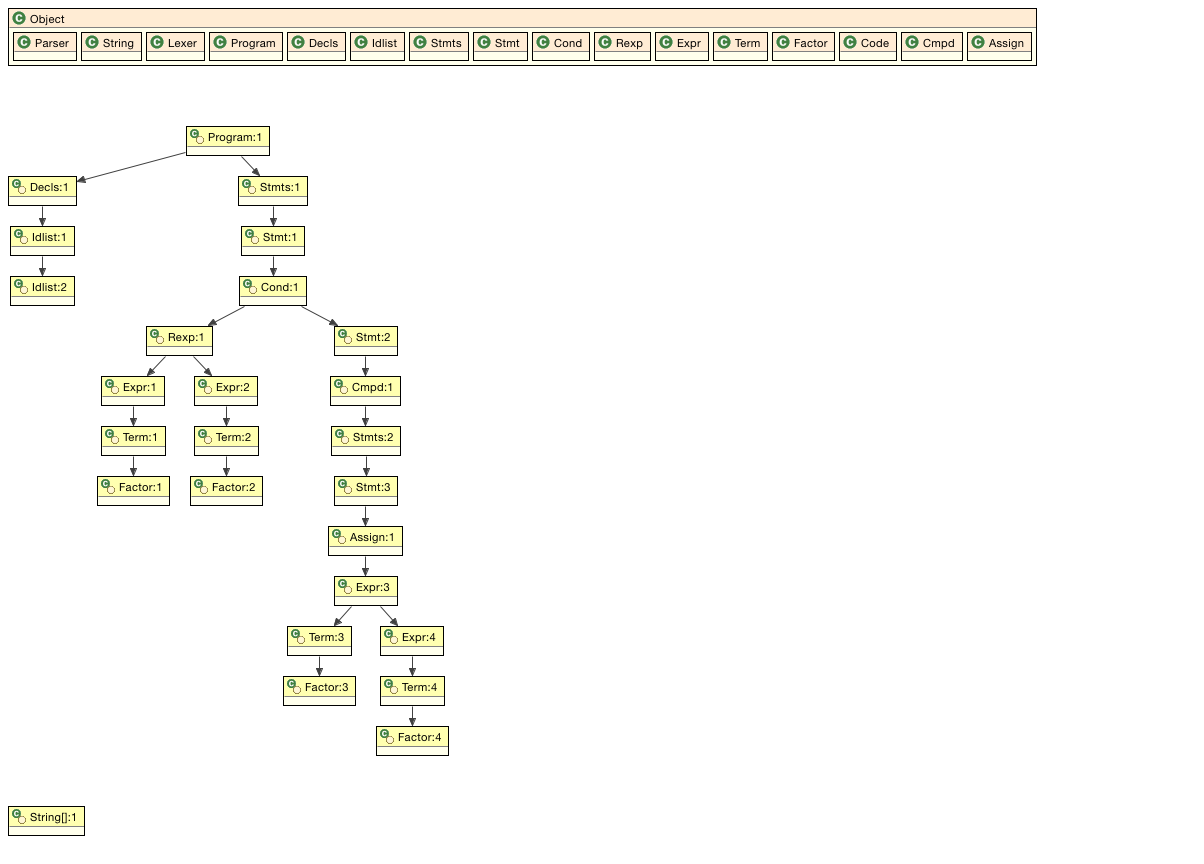 Object
Parser String Lexer Program Decls Idlist Stmts Stmt Cond Rexp Expr Term Factor Code Cmpd Assign
Program:1
Decls:1 Stmts:1
Idlist:1 Stmt:1
Idlist:2 Cond:1
Rexp:1 Stmt:2
Expr:1 Expr:2 Cmpd:1
Term:1 Term:2 Stmts:2
Factor:1 Factor:2 Stmt:3
Assign:1
Expr:3
Term:3 Expr:4
Factor:3 Term:4
Factor:4
String[]:1